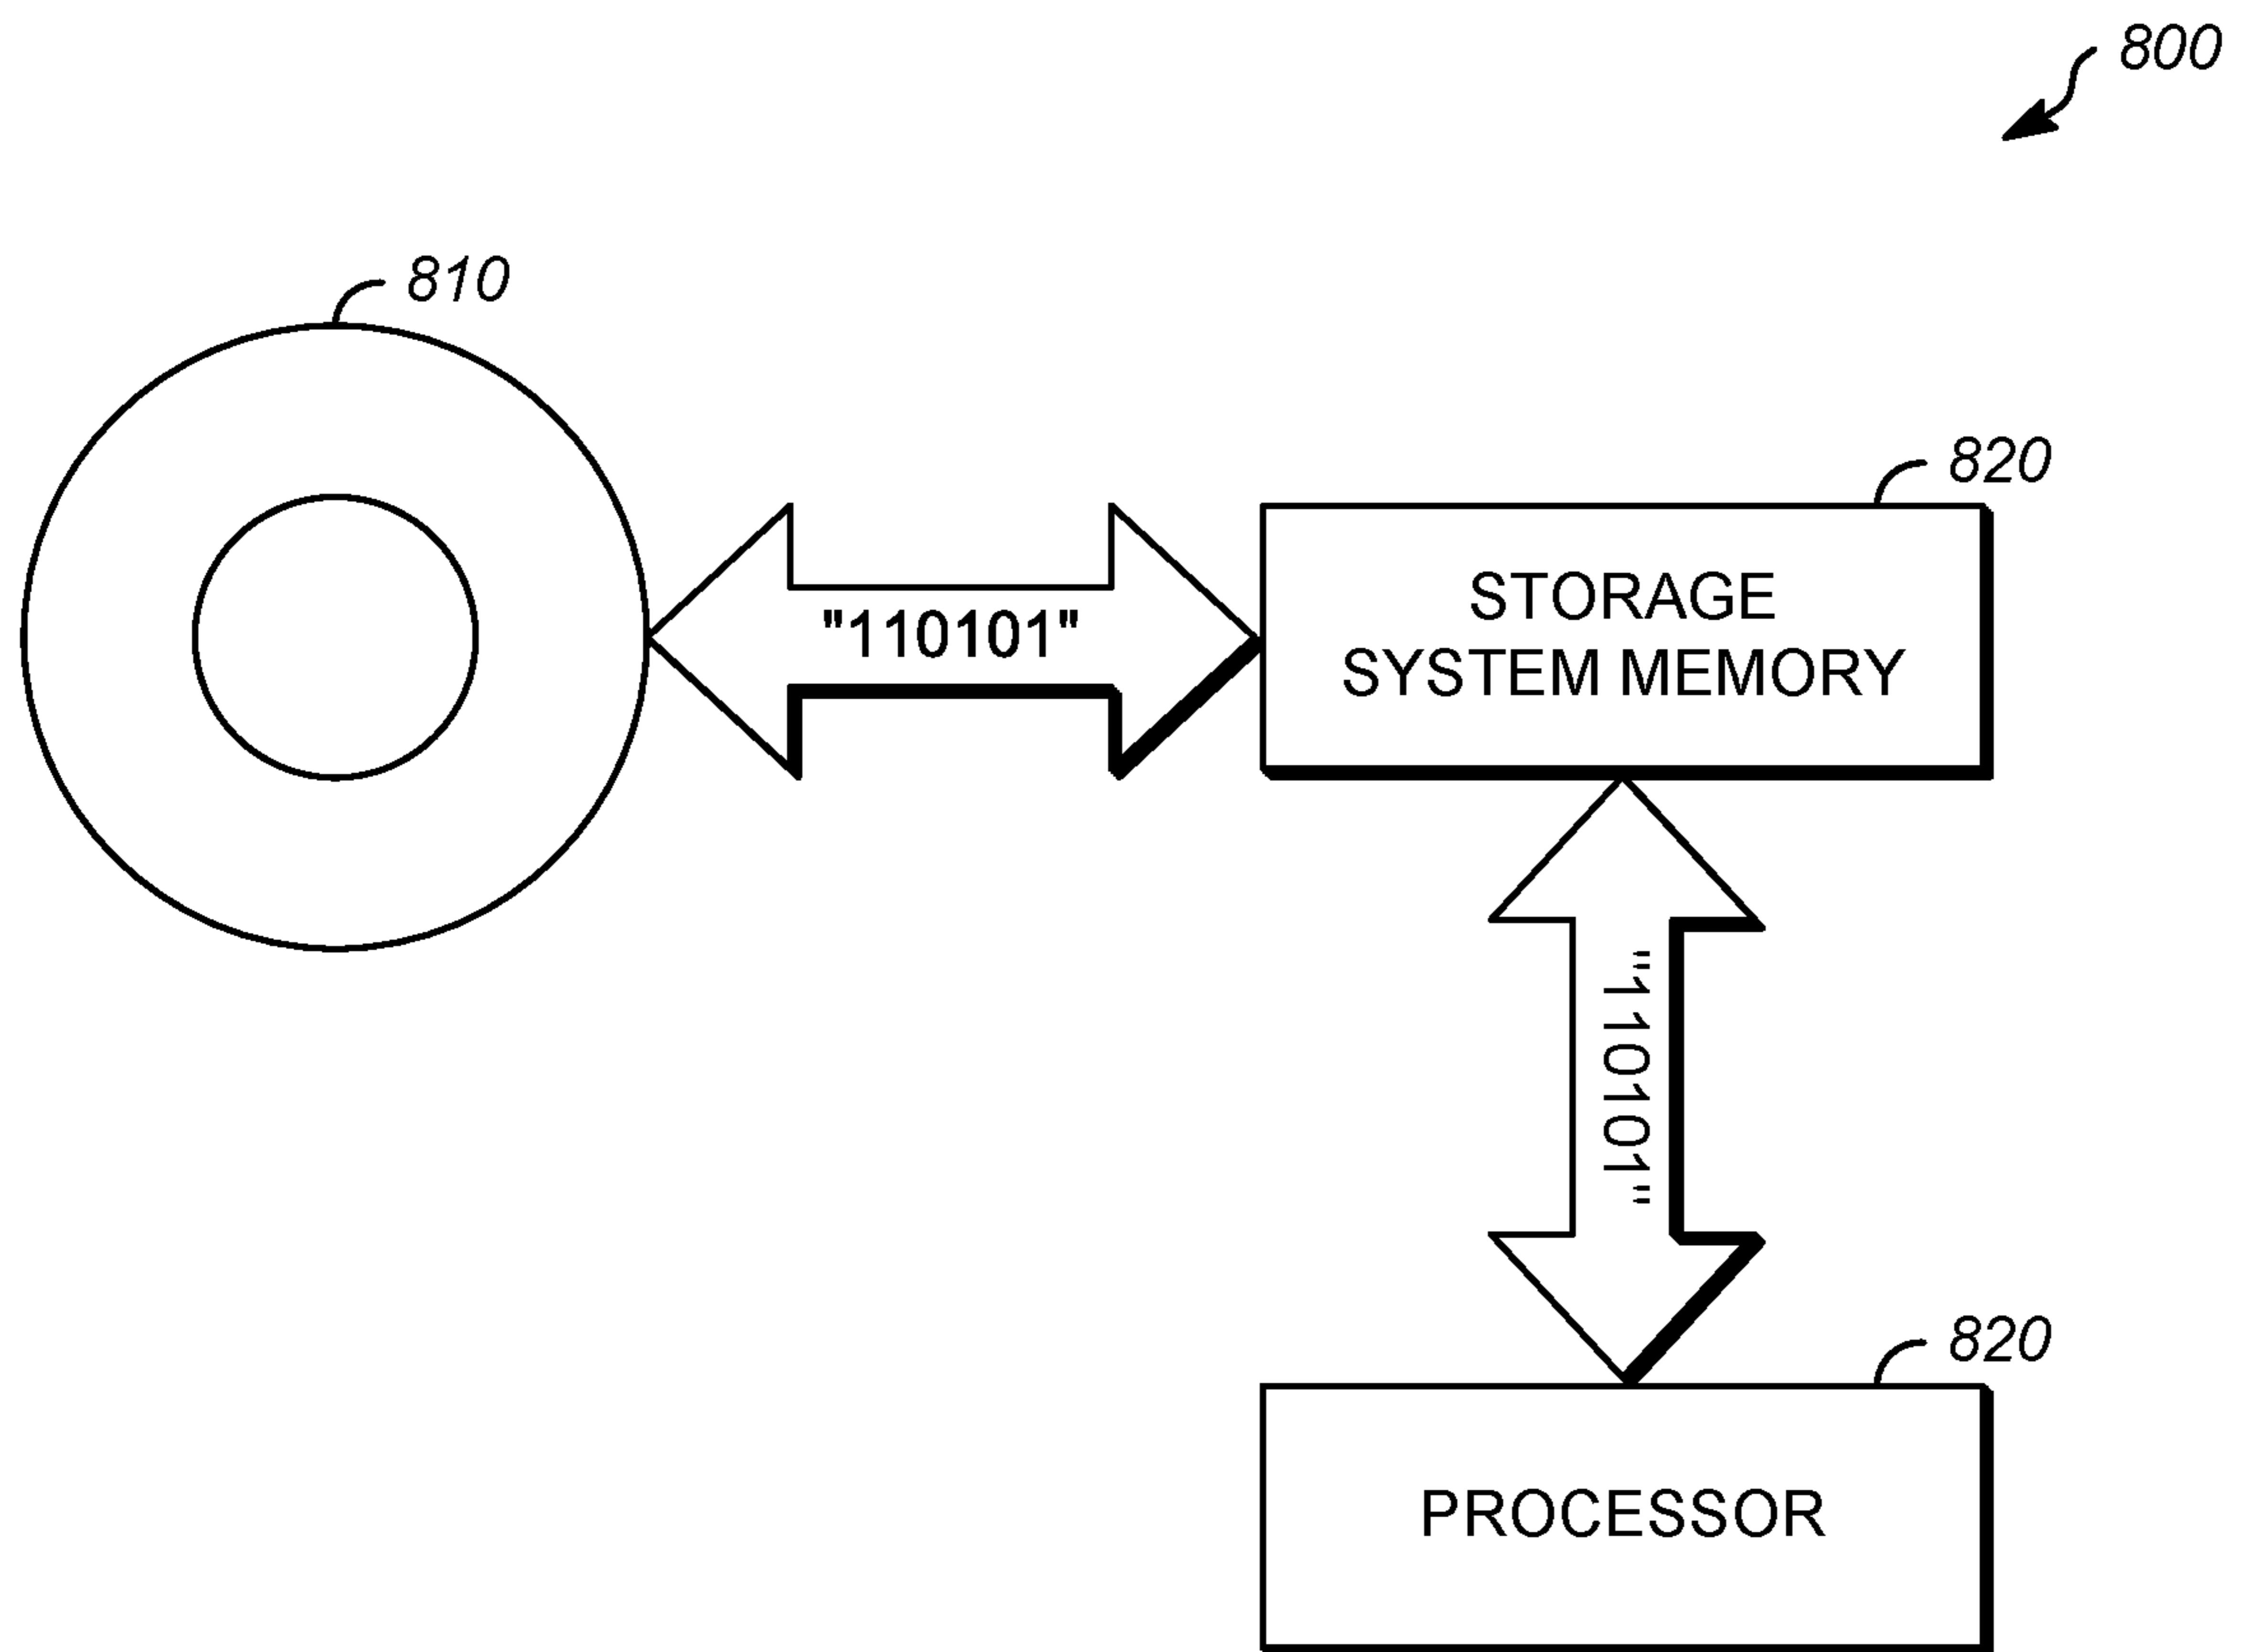 800
810
820
"110101"
STORAGE
SYSTEM MEMORY
"110101"
820
PROCESSOR